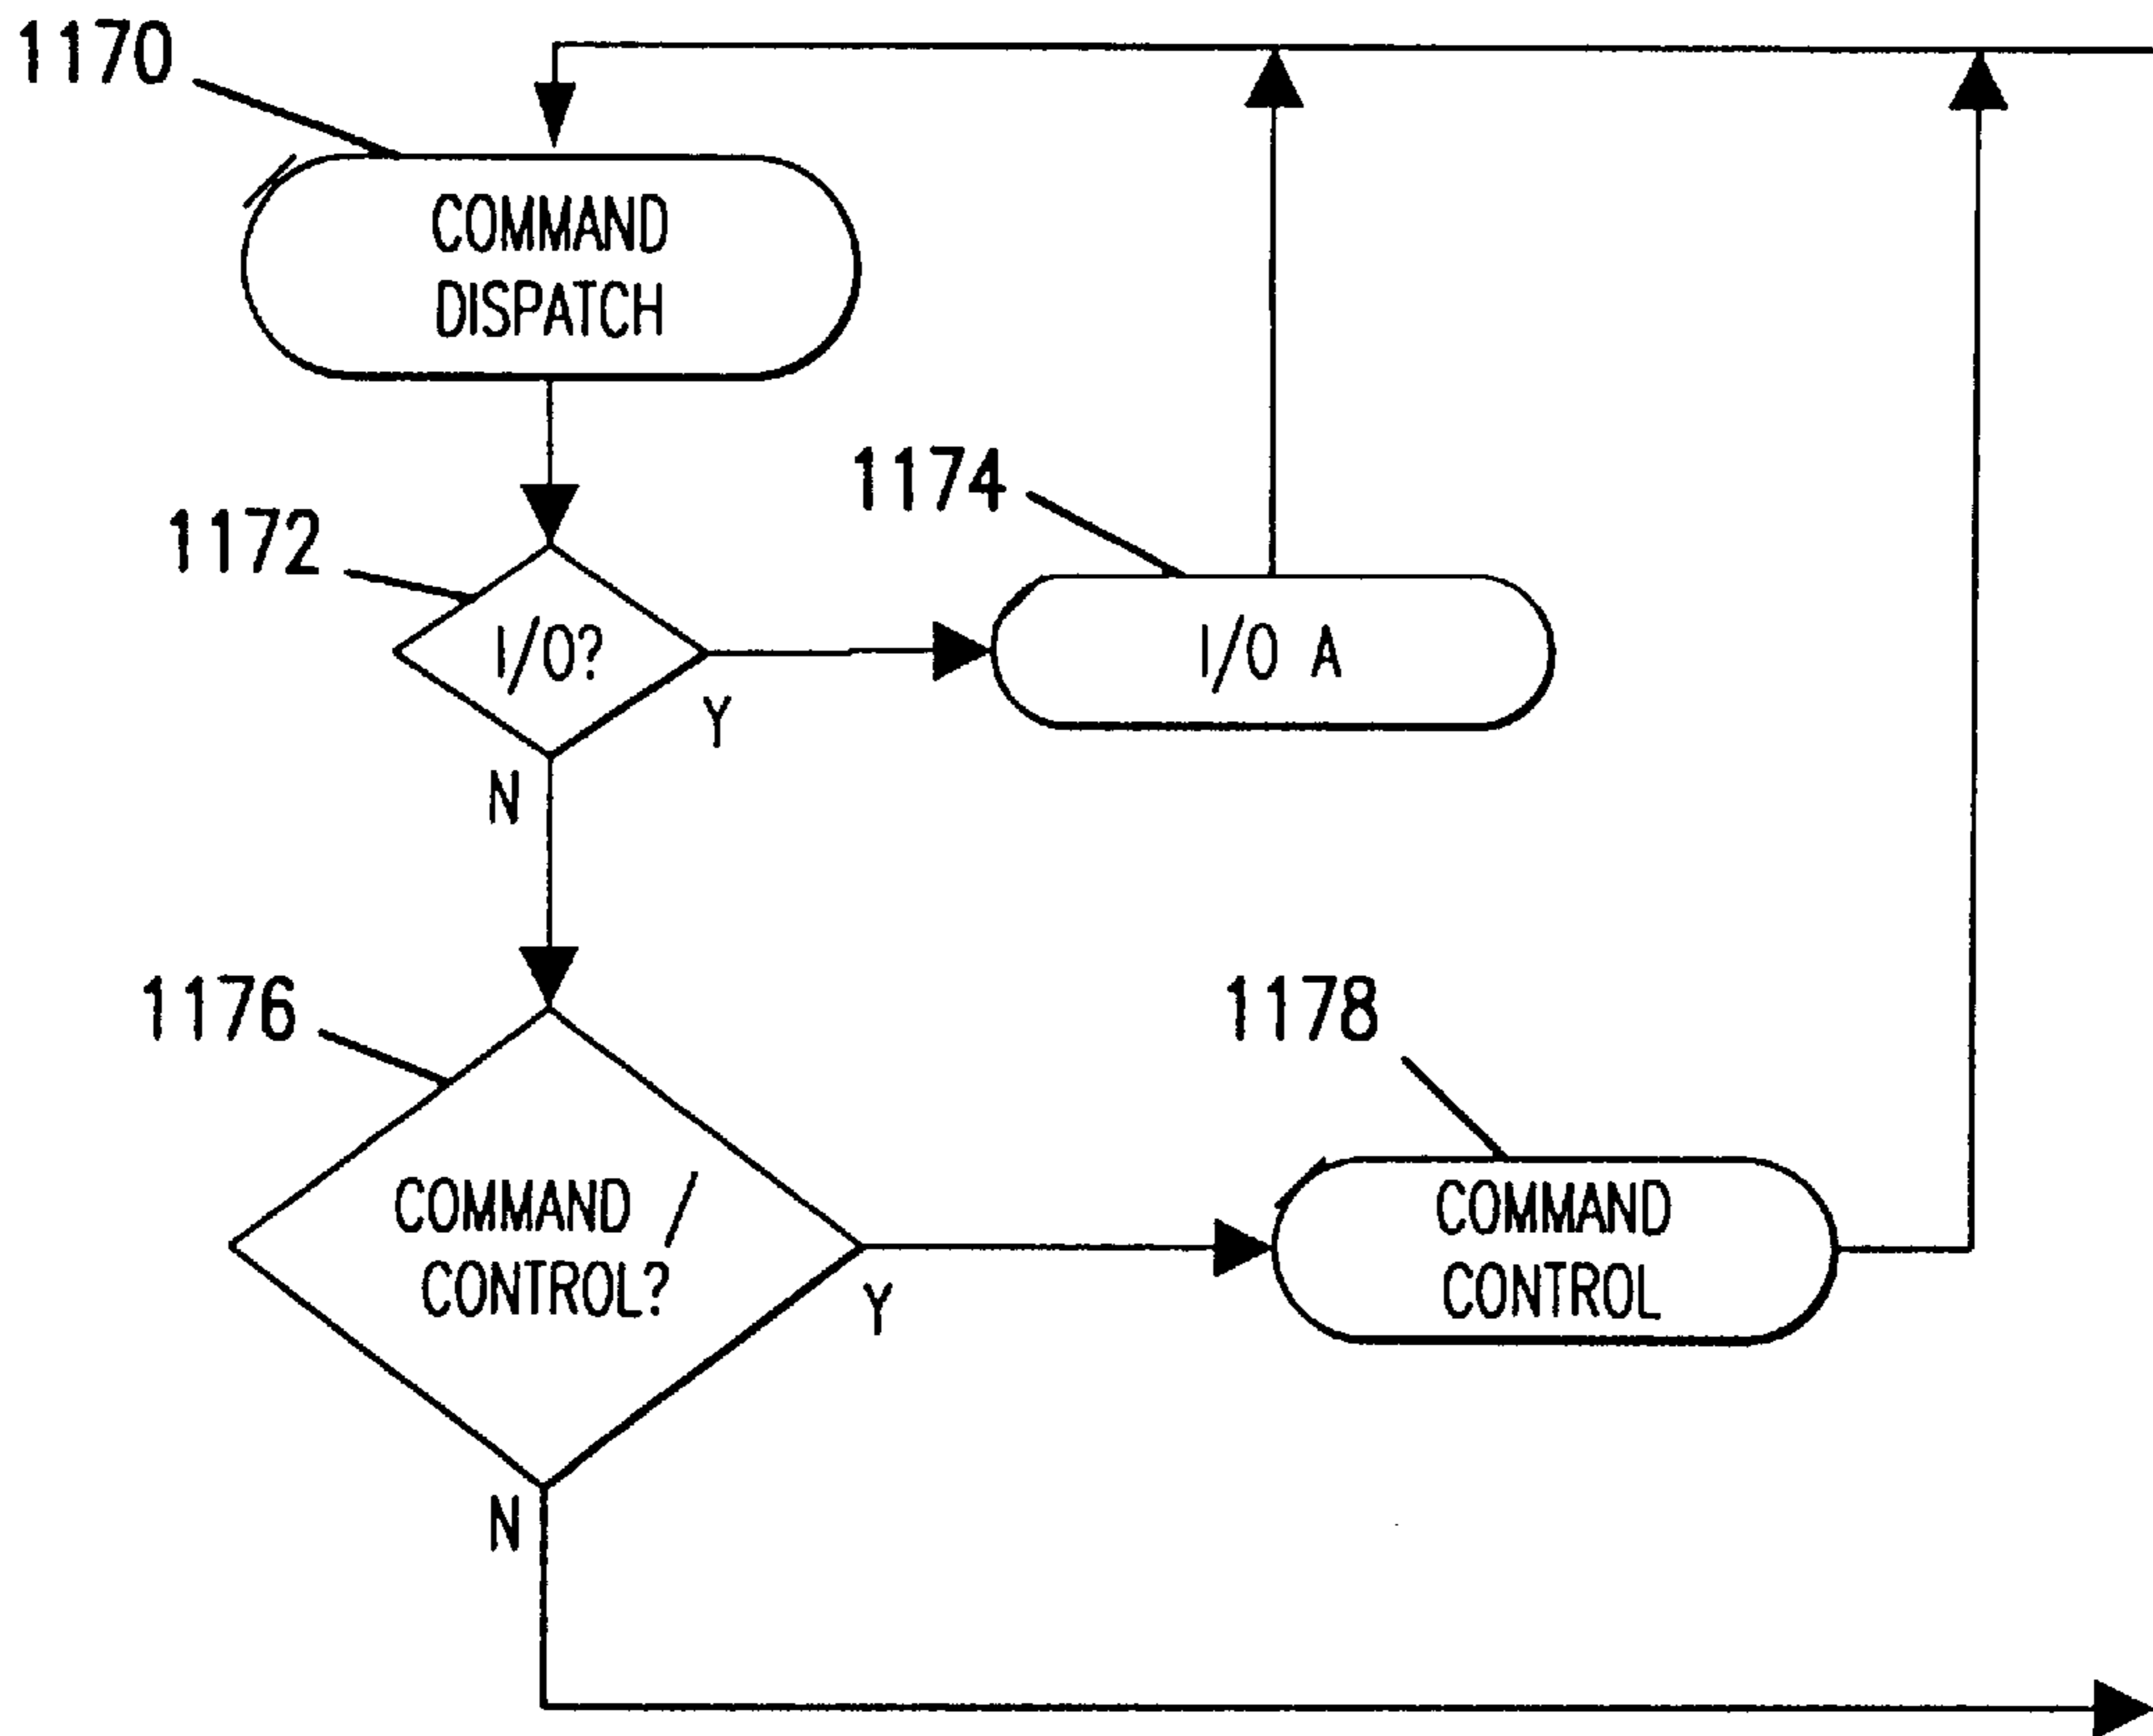 1170
COMMAND
DISPATCH
1174
1172
I/O?
I/O A
Y
N
1176
1178
COMMAND /
CONTROL?
COMMAND
CONTROL
Y
N